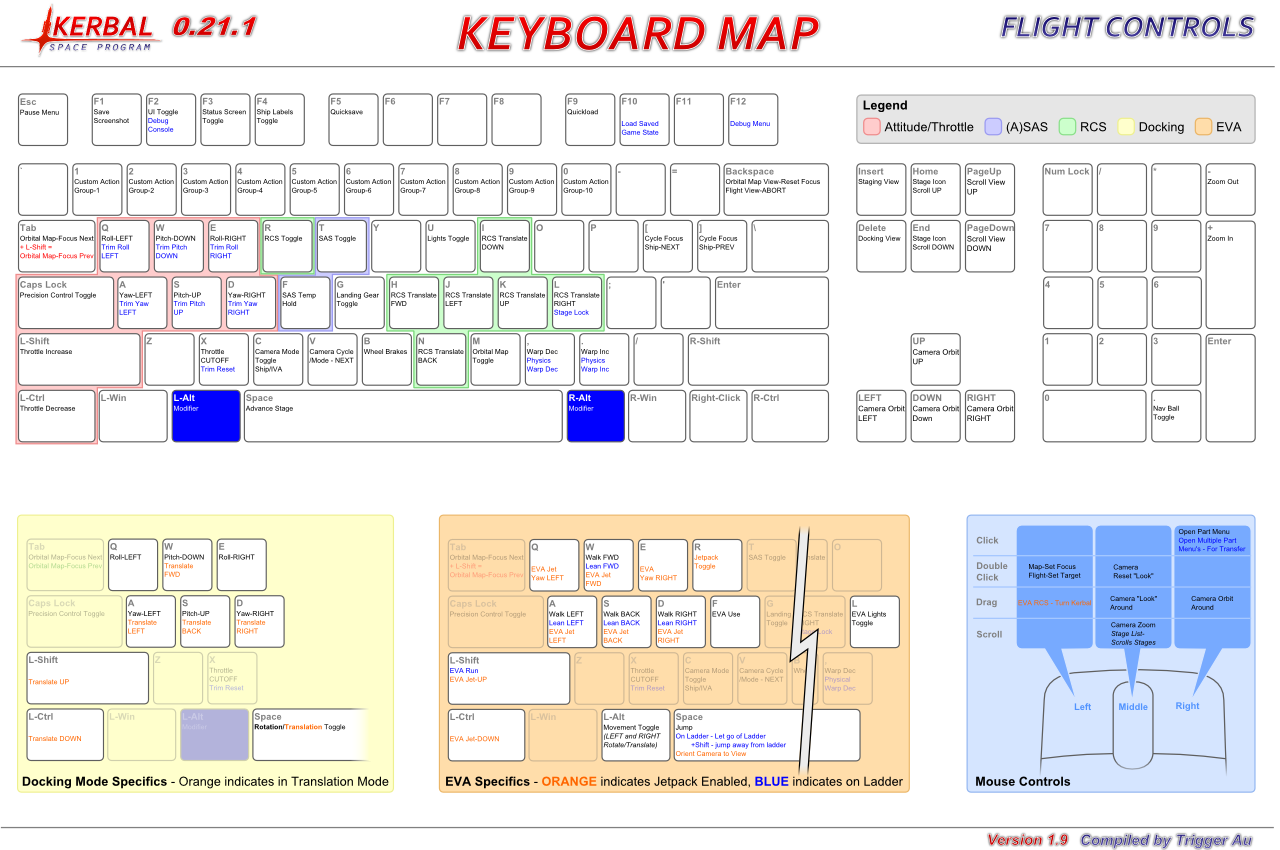 KERBAL
SPACE PROGRAM
0.21.1
KEYBOARD MAP
FLIGHT CONTROLS
Esc
Pause Menu
F1
Save
Screenshot
F2
UI Toggle
Debug
Console
F3
Status Screen
Toggle
F4
Ship Labels
Toggle
F5
Quicksave
F6
F7
F8
F9
Quickload
F10
Load Saved
Game State
F11
F12
Debug Menu
Legend
Attitude/Throttle
(A)SAS
RCS
Docking
EVA
`
1
Custom Action
Group-1
2
Custom Action
Group-2
3
Custom Action
Group-3
4
Custom Action
Group-4
5
Custom Action
Group-5
6
Custom Action
Group-6
7
Custom Action
Group-7
8
Custom Action
Group-8
9
Custom Action
Group-9
0
Custom Action
Group-10
-
=
Backspace
Orbital Map View-Reset Focus
Flight View-ABORT
Insert
Staging View
Home
Stage Icon
Scroll UP
PageUp
Scroll View
UP
Num Lock
/
*
-
Zoom Out
Tab
Orbital Map-Focus Next
+ L-Shift =
Orbital Map-Focus Prev
Q
Roll-LEFT
Trim Roll
LEFT
W
Pitch-DOWN
Trim Pitch
DOWN
E
Roll-RIGHT
Trim Roll
RIGHT
R
RCS Toggle
T
SAS Toggle
Y
U
Lights Toggle
I
RCS Translate
DOWN
O
P
[
Cycle Focus
Ship-NEXT
]
Cycle Focus
Ship-PREV
\
Delete
Docking View
End
Stage Icon
Scroll DOWN
PageDown
Scroll View
DOWN
7
8
9
+
Zoom In
Caps Lock
Precision Control Toggle
A
Yaw-LEFT
Trim Yaw
LEFT
S
Pitch-UP
Trim Pitch
UP
D
Yaw-RIGHT
Trim Yaw
RIGHT
F
SAS Temp
Hold
G
Landing Gear
Toggle
H
RCS Translate
FWD
J
RCS Translate
LEFT
K
RCS Translate
UP
L
RCS Translate
RIGHT
Stage Lock
;
'
Enter
4
5
6
L-Shift
Throttle Increase
Z
X
Throttle
CUTOFF
Trim Reset
C
Camera Mode
Toggle
Ship/IVA
V
Camera Cycle
/Mode - NEXT
B
Wheel Brakes
N
RCS Translate
BACK
M
Orbital Map
Toggle
,
Warp Dec
Physics
Warp Dec
.
Warp Inc
Physics
Warp Inc
/
R-Shift
UP
Camera Orbit
UP
1
2
3
Enter
L-Ctrl
Throttle Decrease
L-Win
L-Alt
Modifier
Space
Advance Stage
R-Alt
Modifier
R-Win
Right-Click
R-Ctrl
LEFT
Camera Orbit
LEFT
DOWN
Camera Orbit
Down
RIGHT
Camera Orbit
RIGHT
0
.
Nav Ball
Toggle
Tab
Orbital Map-Focus Next
Orbital Map-Focus Prev
Q
Roll-LEFT
W
Pitch-DOWN
Translate
FWD
E
Roll-RIGHT
Caps Lock
Precision Control Toggle
A
Yaw-LEFT
Translate
LEFT
S
Pitch-UP
Translate
BACK
D
Yaw-RIGHT
Translate
RIGHT
L-Shift
Translate UP
Z
X
Throttle
CUTOFF
Trim Reset
L-Ctrl
Translate DOWN
L-Win
L-Alt
Modifier
Space
Rotation/Translation Toggle
Docking Mode Specifics - Orange indicates in Translation Mode
Tab
Orbital Map-Focus Next
+ L-Shift =
Orbital Map-Focus Prev
Q
EVA Jet
Yaw LEFT
W
Walk FWD
Lean FWD
EVA Jet
FWD
E
EVA
Yaw RIGHT
R
Jetpack
Toggle
T
SAS Toggle
O
Caps Lock
Precision Control Toggle
A
Walk LEFT
Lean LEFT
EVA Jet
LEFT
S
Walk BACK
Lean BACK
EVA Jet
BACK
D
Walk RIGHT
Lean RIGHT
EVA Jet
RIGHT
F
EVA Use
G
Landing
Toggle
L
EVA Lights
Toggle
L-Shift
EVA Run
EVA Jet-UP
Z
X
Throttle
CUTOFF
Trim Reset
C
Camera Mode
Toggle
Ship/IVA
V
Camera Cycle
/Mode - NEXT
.
Warp Dec
Physical
Warp Dec
L-Ctrl
EVA Jet-DOWN
L-Win
L-Alt
Movement Toggle
(LEFT and RIGHT
Rotate/Translate)
Space
Jump
On Ladder - Let go of Ladder
+Shift - jump away from ladder
Orient Camera to View
EVA Specifics - ORANGE indicates Jetpack Enabled, BLUE indicates on Ladder
Click
Open Part Menu
Open Multiple Part
Menu's - For Transfer
Double
Click
Map-Set Focus
Flight-Set Target
Camera
Reset "Look"
Drag
EVA RCS - Turn Kerbal
Camera "Look"
Around
Camera Orbit
Around
Scroll
Camera Zoom
Stage List-
Scrolls Stages
Left
Middle
Right
Mouse Controls
Version 1.9
Compiled by Trigger Au